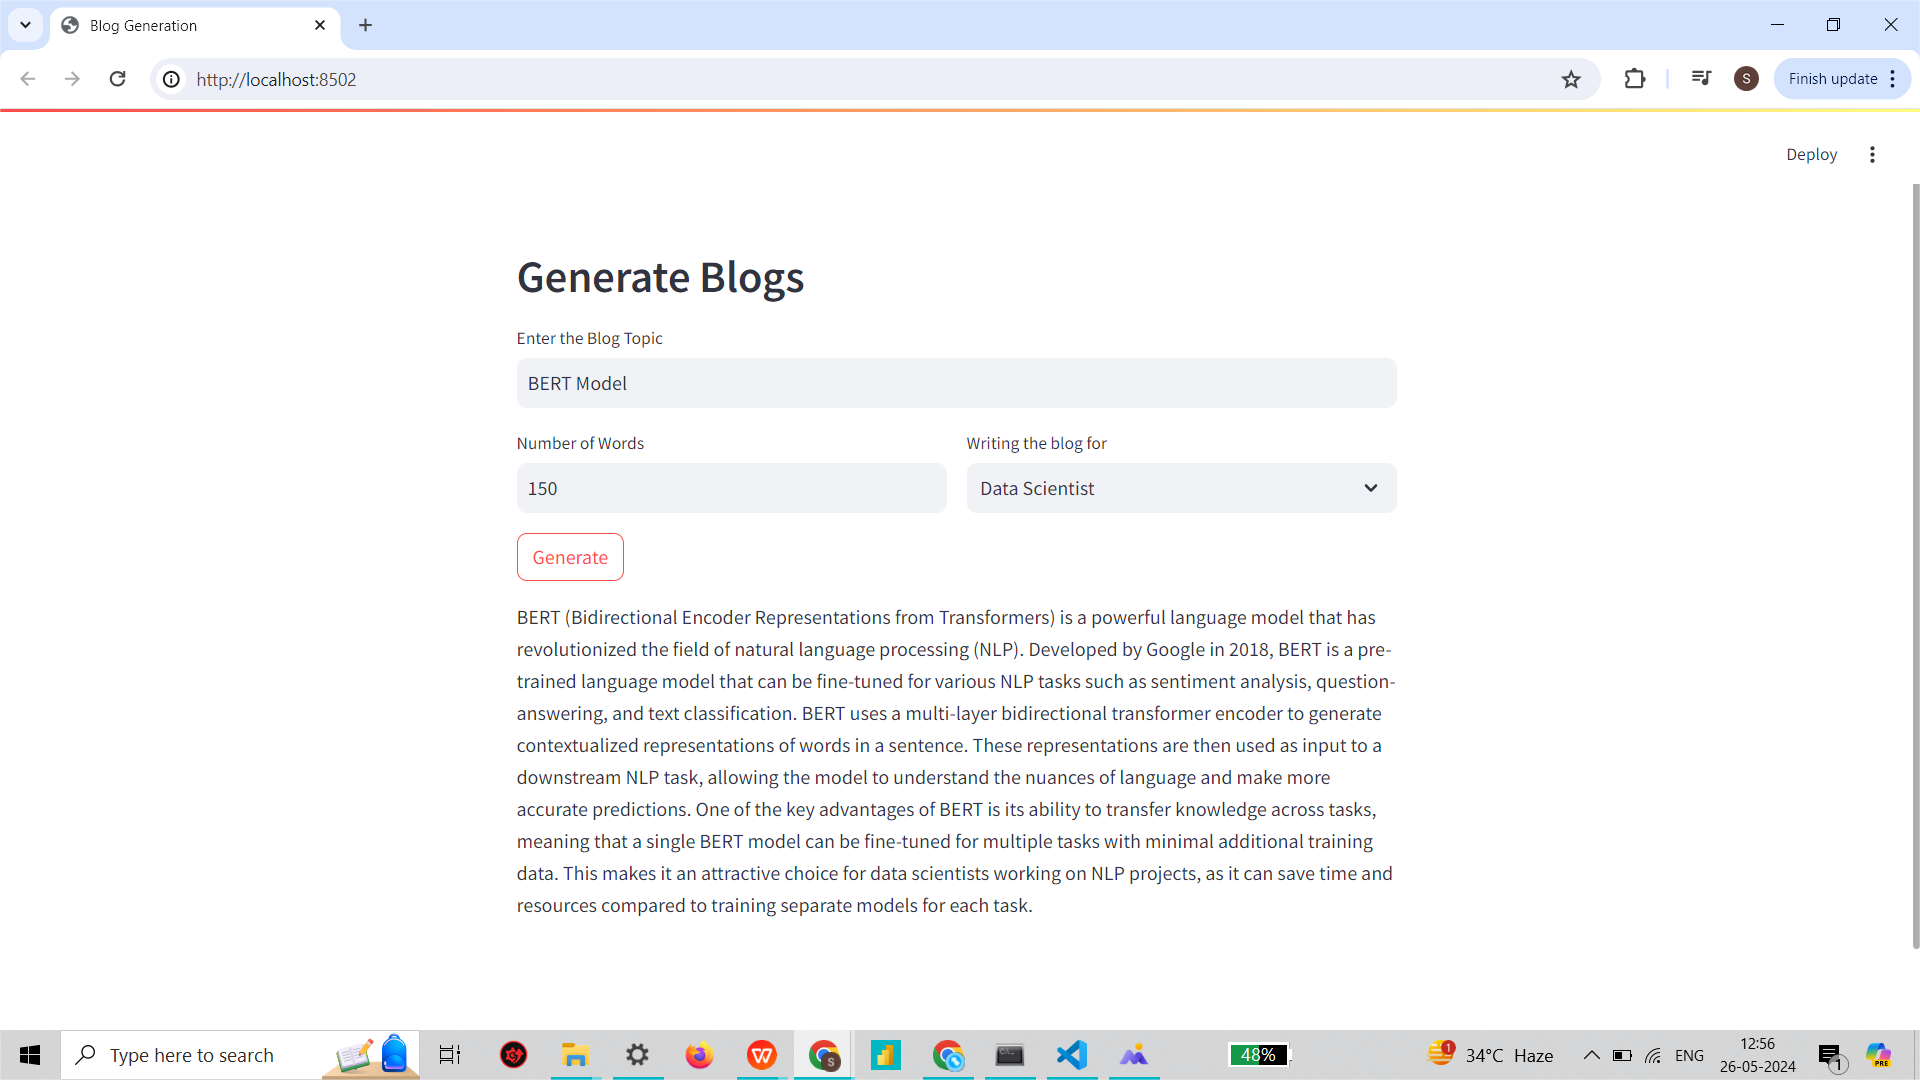 Blog Generation
http://localhost:8502
S
Finish update
Deploy
Generate Blogs
Enter the Blog Topic
BERT Model
Number of Words
Writing the blog for
150
Data Scientist
Generate
BERT (Bidirectional Encoder Representations from Transformers) is a powerful language model that has
revolutionized the field of natural language processing (NLP). Developed by Google in 2018, BERT is a pre-
trained language model that can be fine-tuned for various NLP tasks such as sentiment analysis, question-
answering, and text classification. BERT uses a multi-layer bidirectional transformer encoder to generate
contextualized representations of words in a sentence. These representations are then used as input to a
downstream NLP task, allowing the model to understand the nuances of language and make more
accurate predictions. One of the key advantages of BERT is its ability to transfer knowledge across tasks,
meaning that a single BERT model can be fine-tuned for multiple tasks with minimal additional training
data. This makes it an attractive choice for data scientists working on NLP projects, as it can save time and
resources compared to training separate models for each task.
Type here to search
W
S
48%
1
34°C Haze
ENG
12:56
26-05-2024
1
PRE